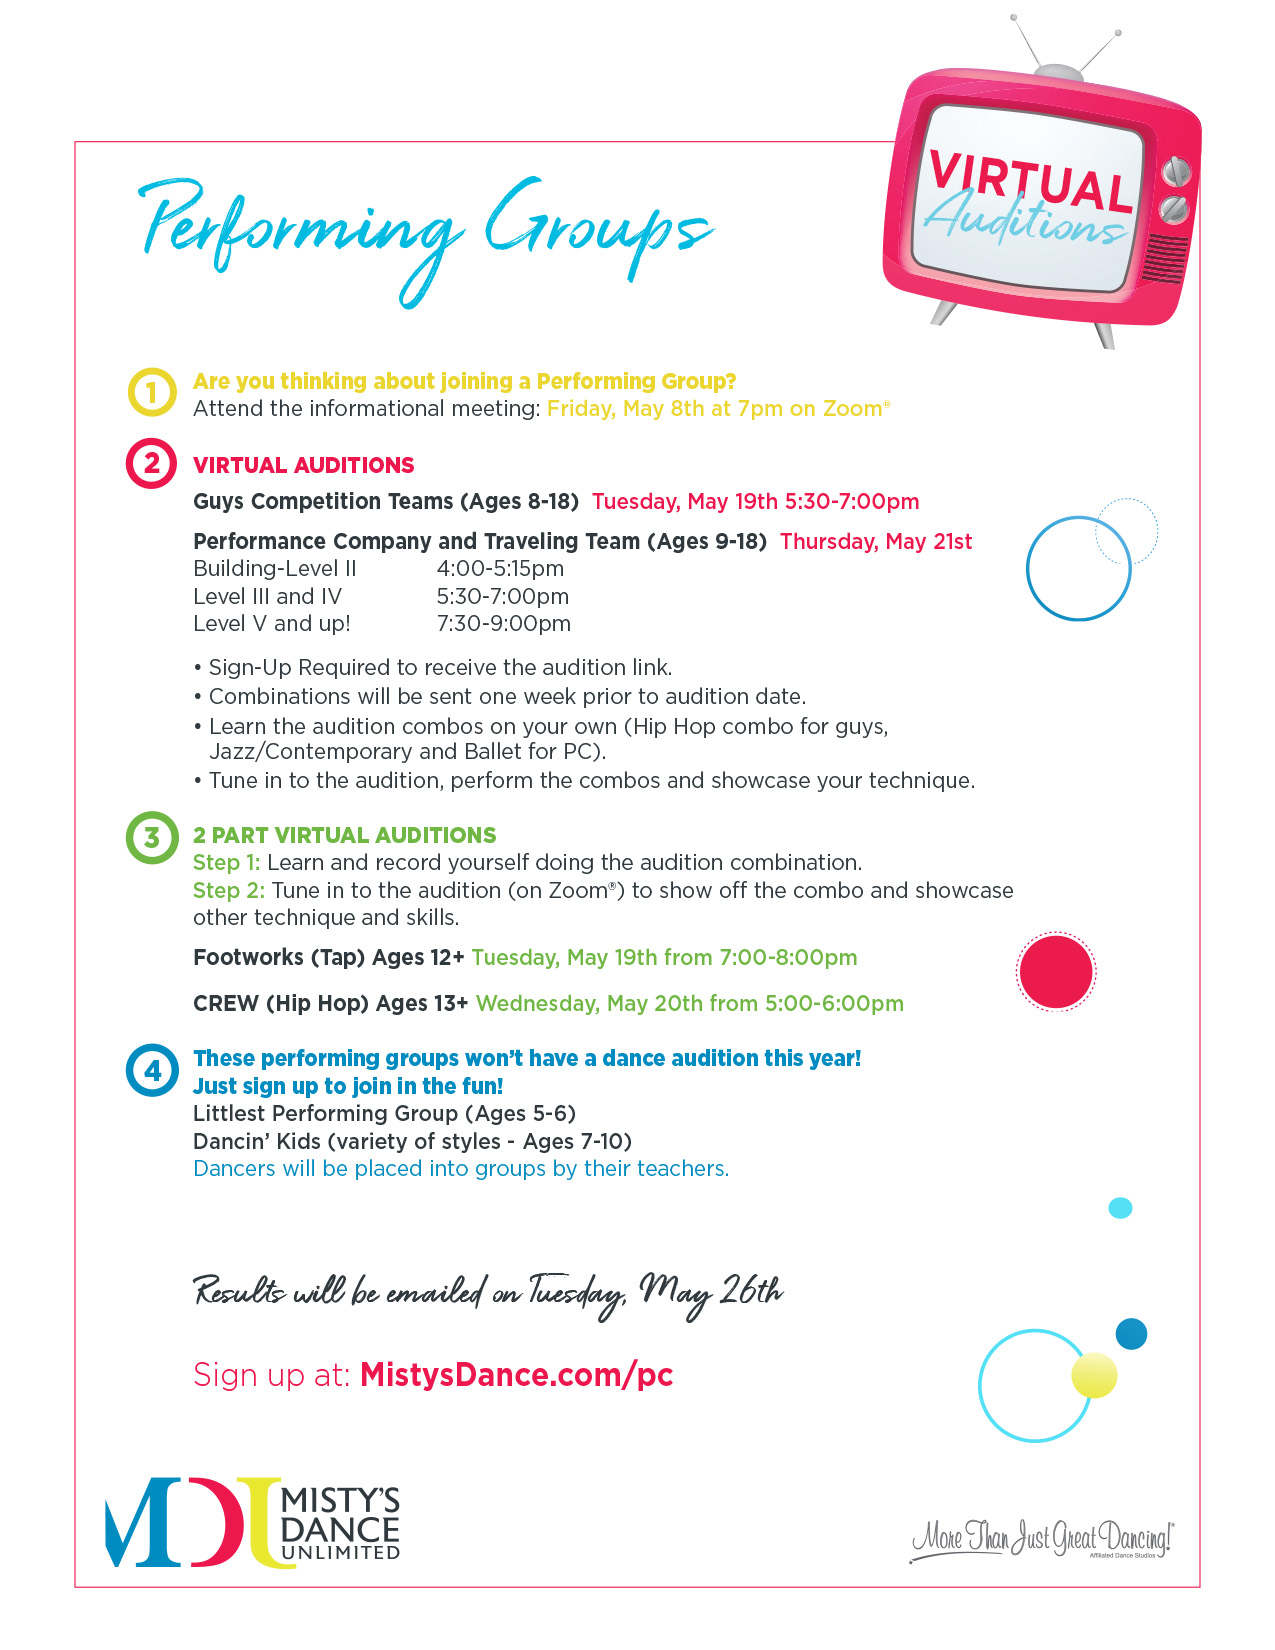 VIRTUAL
Auditions
Performing Groups
1
Are you thinking about joining a Performing Group?
Attend the informational meeting: Friday, May 8th at 7pm on Zoom®
2
VIRTUAL AUDITIONS
Guys Competition Teams (Ages 8-18) Tuesday, May 19th 5:30-7:00pm
Performance Company and Traveling Team (Ages 9-18) Thursday, May 21st
Building-Level II 4:00-5:15pm
Level III and IV 5:30-7:00pm
Level V and up! 7:30-9:00pm
• Sign-Up Required to receive the audition link.
• Combinations will be sent one week prior to audition date.
• Learn the audition combos on your own (Hip Hop combo for guys,
Jazz/Contemporary and Ballet for PC).
• Tune in to the audition, perform the combos and showcase your technique.
3
2 PART VIRTUAL AUDITIONS
Step 1: Learn and record yourself doing the audition combination.
Step 2: Tune in to the audition (on Zoom®) to show off the combo and showcase
other technique and skills.
Footworks (Tap) Ages 12+ Tuesday, May 19th from 7:00-8:00pm
CREW (Hip Hop) Ages 13+ Wednesday, May 20th from 5:00-6:00pm
4
These performing groups won't have a dance audition this year!
Just sign up to join in the fun!
Littlest Performing Group (Ages 5-6)
Dancin' Kids (variety of styles - Ages 7-10)
Dancers will be placed into groups by their teachers.
Results will be emailed on Tuesday, May 26th
Sign up at: MistysDance.com/pc
MDU
MISTY'S
DANCE
UNLIMITED
More Than Just Great Dancing!®
Affiliated Dance Studios